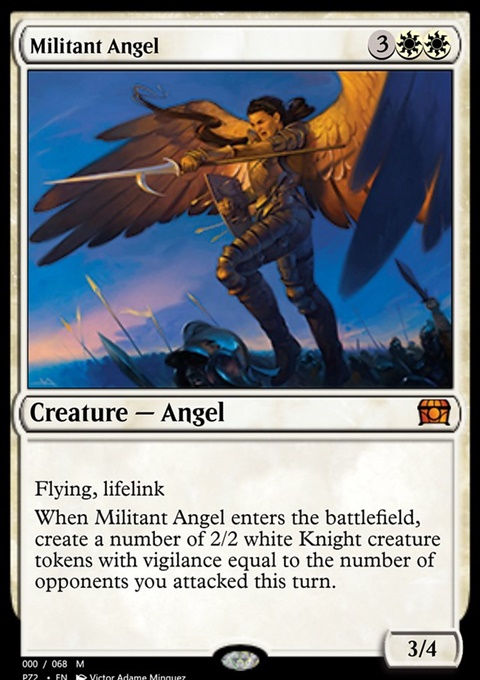 Militant Angel 3
Creature — Angel
Flying, lifelink
When Militant Angel enters the battlefield,
create a number of 2/2 white Knight creature
tokens with vigilance equal to the number of
opponents you attacked this turn.
3/4
000 / 068 M
PZ2 • EN Victor Adame Minguez